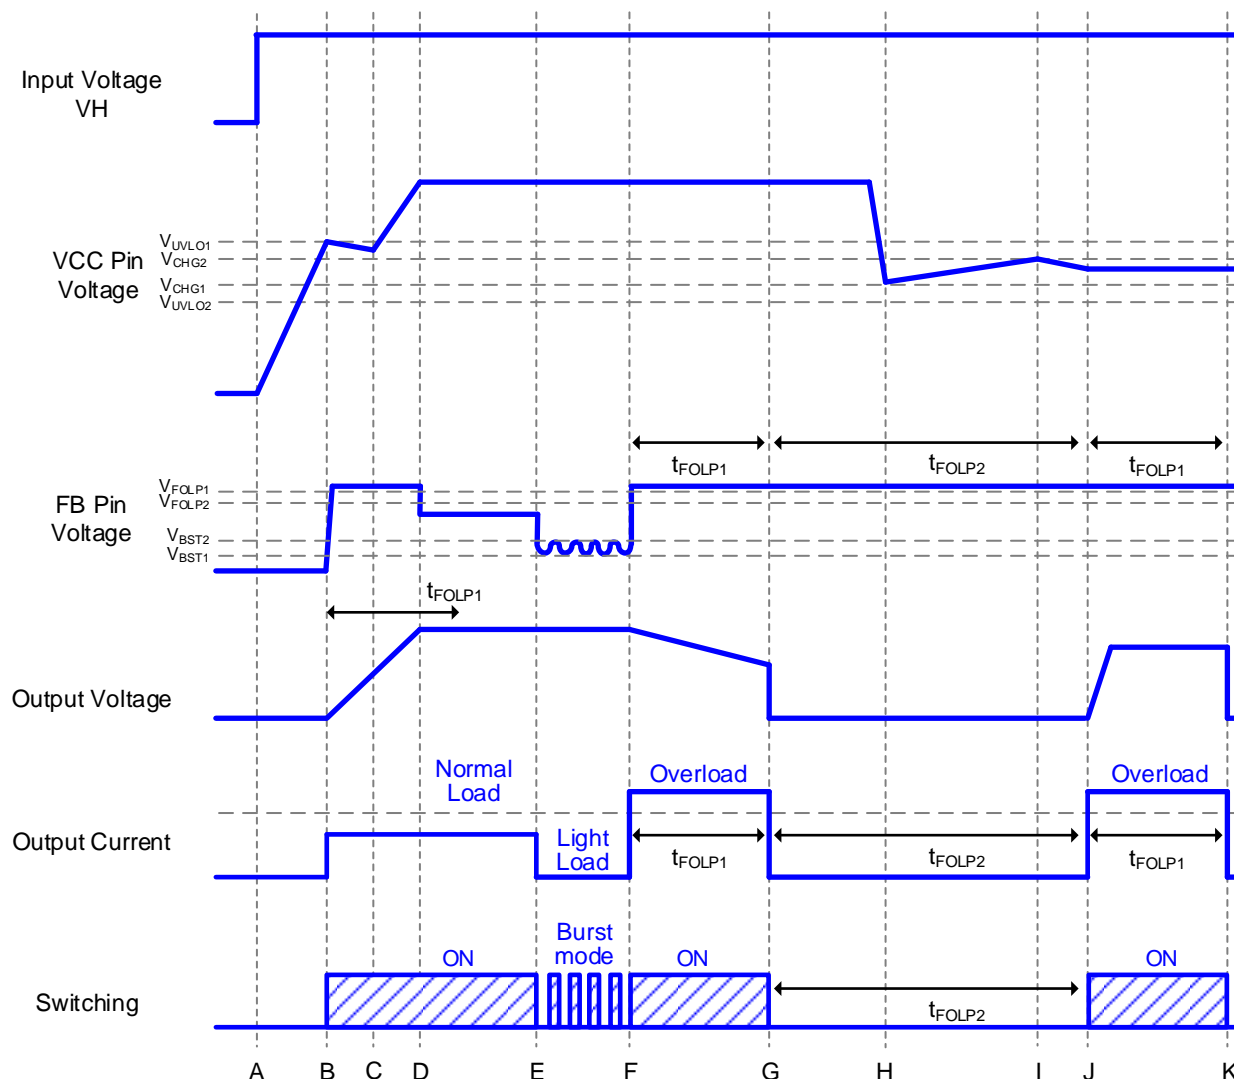 Input Voltage
VH
VUVLO1
VCHG2
VCC Pin
Voltage
VCHG1
VUVLO2
tFOLP1
tFOLP2
tFOLP1
VFOLP1
VFOLP2
FB Pin
Voltage
VBST2
VBST1
tFOLP1
Output Voltage
Normal
Load
Overload
Overload
Output Current
Light
Load
tFOLP1
tFOLP2
tFOLP1
Burst
mode
ON
ON
ON
Switching
tFOLP2
A B C D E F G H I J K